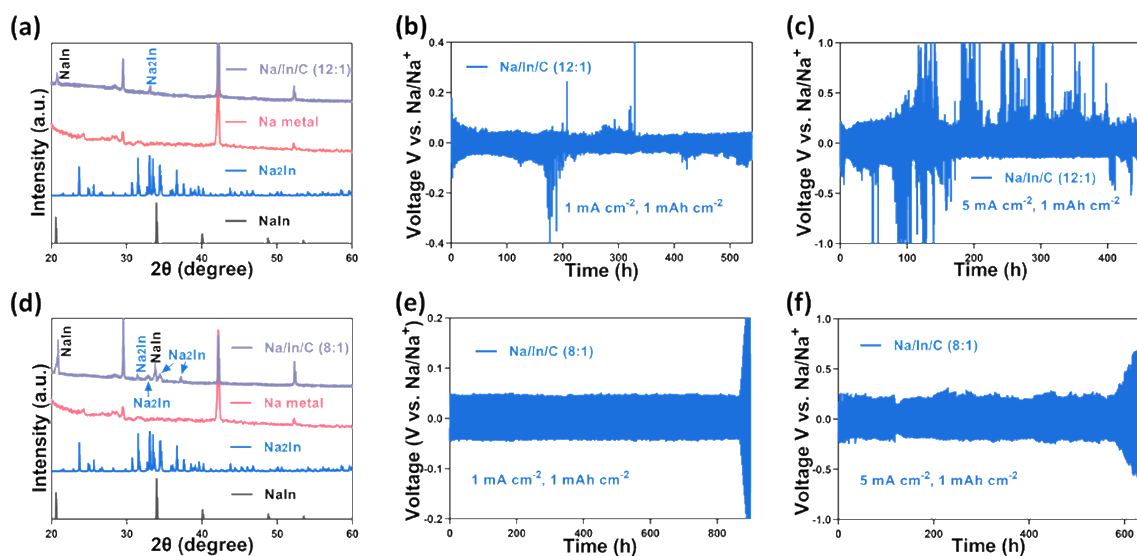 (a)
Intensity (a.u.)
NaIn
Na2In
Na/In/C (12:1)
Na metal
Na2In
NaIn
20 30 40 50 60
2θ (degree)
(b)
Voltage V vs. Na/Na⁺
0.4
0.2
0.0
-0.2
-0.4
Na/In/C (12:1)
1 mA cm⁻², 1 mAh cm⁻²
0 100 200 300 400 500
Time (h)
(c)
Voltage V vs. Na/Na⁺
1.0
0.5
0.0
-0.5
-1.0
Na/In/C (12:1)
5 mA cm⁻², 1 mAh cm⁻²
0 100 200 300 400
Time (h)
(d)
Intensity (a.u.)
NaIn
Na2In
NaIn
Na2In
Na2In
Na/In/C (8:1)
Na metal
Na2In
NaIn
20 30 40 50 60
2θ (degree)
(e)
Voltage (V vs. Na/Na⁺)
0.2
0.1
0.0
-0.1
-0.2
Na/In/C (8:1)
1 mA cm⁻², 1 mAh cm⁻²
0 200 400 600 800
Time (h)
(f)
Voltage V vs. Na/Na⁺
1.0
0.5
0.0
-0.5
-1.0
Na/In/C (8:1)
5 mA cm⁻², 1 mAh cm⁻²
0 200 400 600
Time (h)